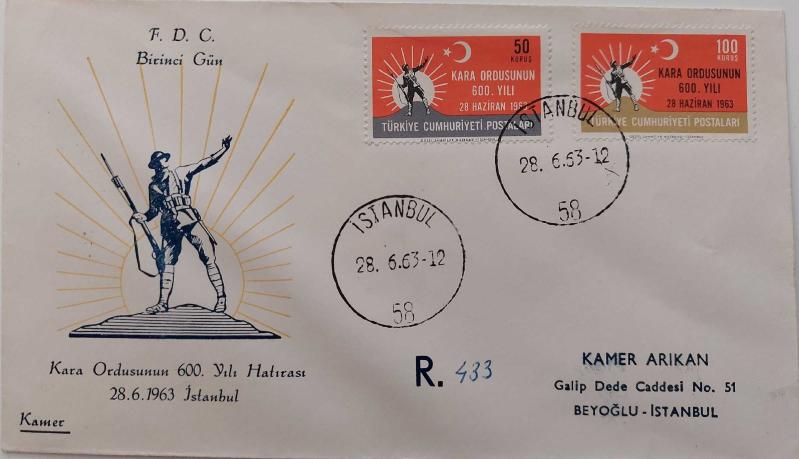 F. D. C.
Birinci Gün
50
KURUŞ
KARA ORDUSUNUN
600. YILI
28 HAZİRAN 1963
TÜRKİYE CUMHURİYETİ POSTALARI
100
KURUŞ
KARA ORDUSUNUN
600. YILI
28 HAZİRAN 1963
TÜRKİYE CUMHURİYETİ POSTALARI
İSTANBUL
28. 6.63-12
58
İSTANBUL
28. 6.63-12
58
Kara Ordusunun 600. Yılı Hatırası
28.6.1963 İstanbul
Kamer
R. 433
KAMER ARIKAN
Galip Dede Caddesi No. 51
BEYOĞLU - İSTANBUL